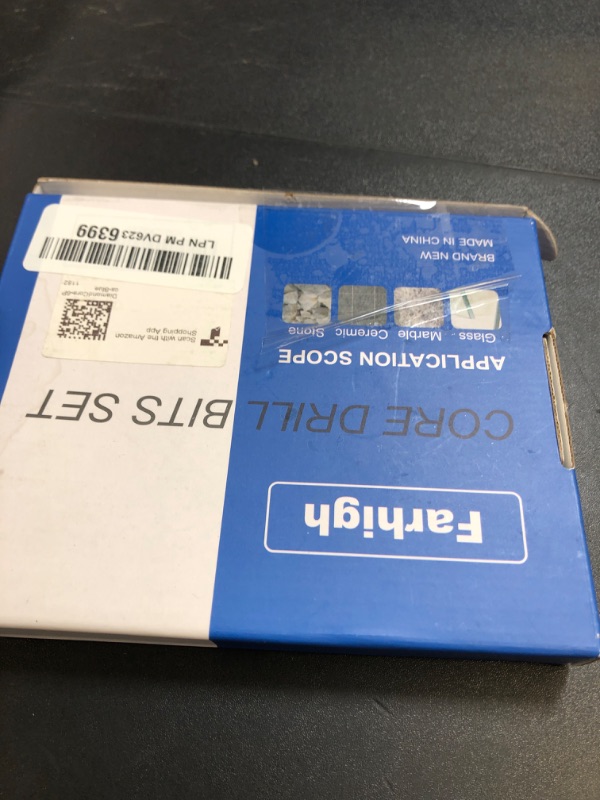 Farhigh
CORE DRILL BITS SET
APPLICATION SCOPE
Glass Marble Ceramic Stone
BRAND NEW
MADE IN CHINA
Scan with the Amazon
Shopping App
1192
LPN PM DV623 6399